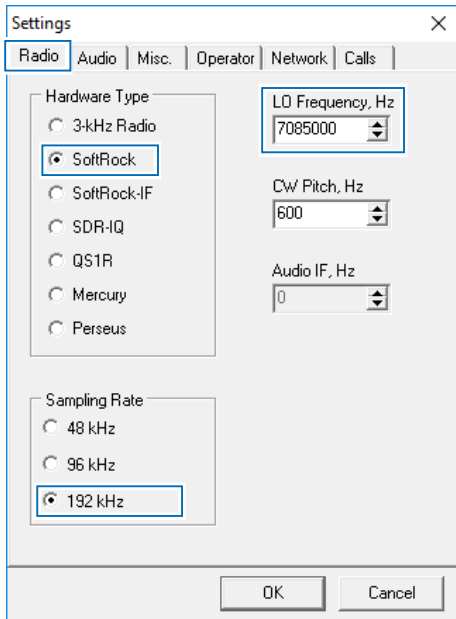 Settings
Radio Audio Misc. Operator Network Calls
Hardware Type
3-kHz Radio
SoftRock
SoftRock-IF
SDR-IQ
QS1R
Mercury
Perseus
LO Frequency, Hz
7085000
CW Pitch, Hz
600
Audio IF, Hz
0
Sampling Rate
48 kHz
96 kHz
192 kHz
OK Cancel